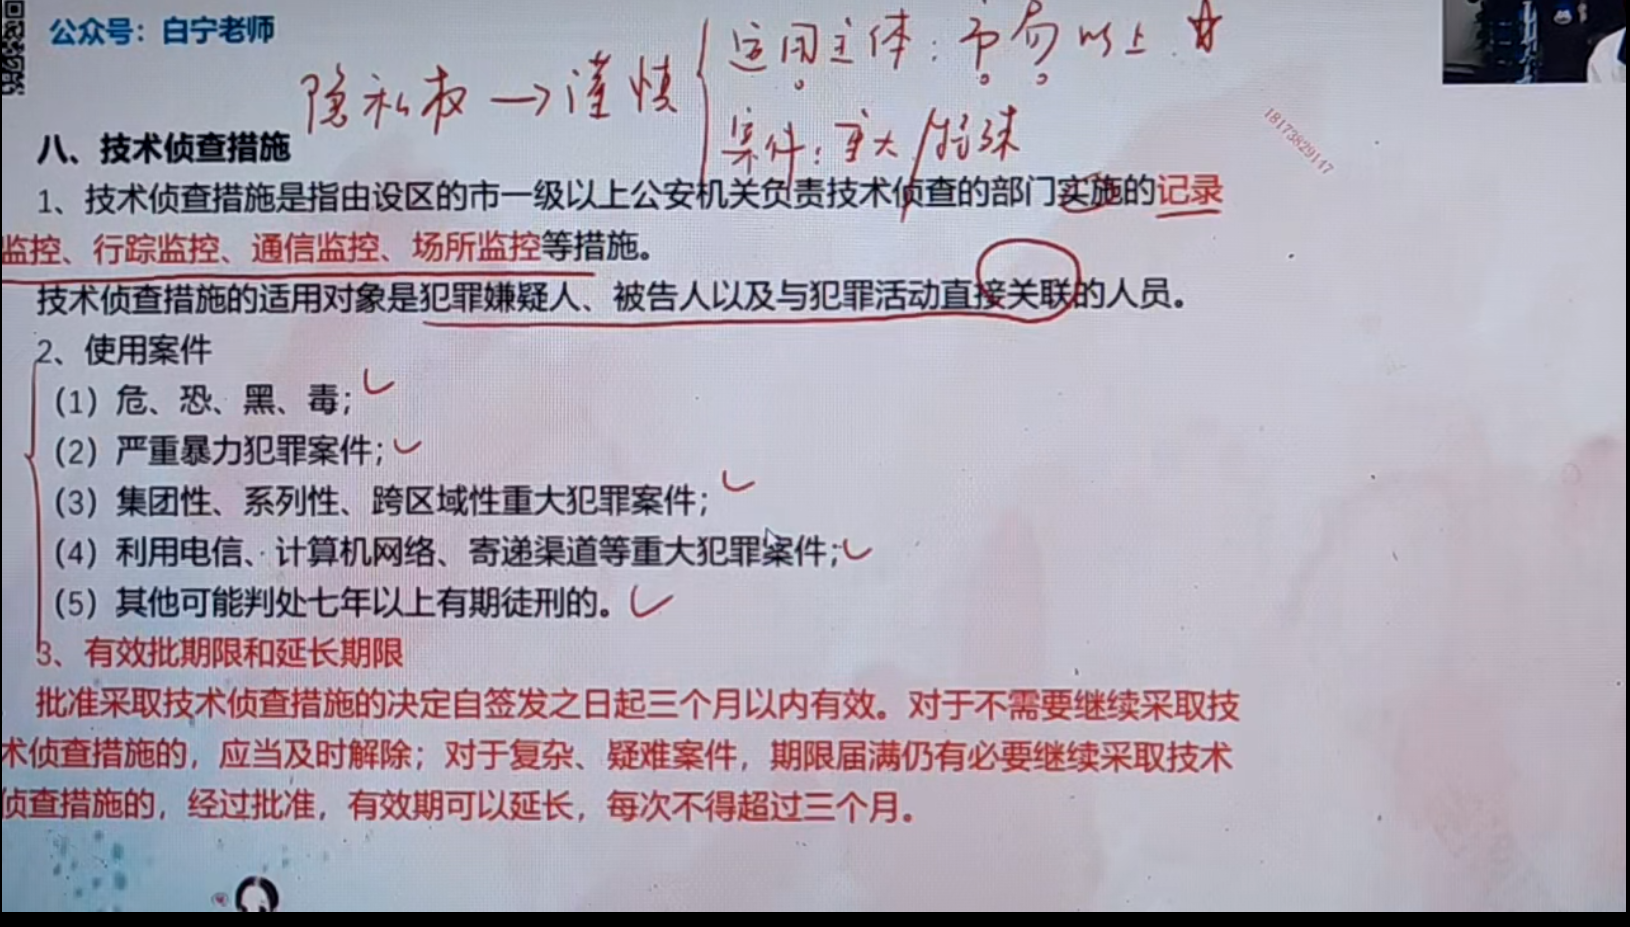 公众号：白宁老师
隐私权→谨慎
适用主体：市局以上
案件：重大/特殊
18173829147
八、技术侦查措施
1、技术侦查措施是指由设区的市一级以上公安机关负责技术侦查的部门实施的记录
监控、行踪监控、通信监控、场所监控等措施。
技术侦查措施的适用对象是犯罪嫌疑人、被告人以及与犯罪活动直接关联的人员。
2、使用案件
（1）危、恐、黑、毒；
（2）严重暴力犯罪案件；
（3）集团性、系列性、跨区域性重大犯罪案件；
（4）利用电信、计算机网络、寄递渠道等重大犯罪案件；
（5）其他可能判处七年以上有期徒刑的。
3、有效批期限和延长期限
批准采取技术侦查措施的决定自签发之日起三个月以内有效。对于不需要继续采取技
术侦查措施的，应当及时解除；对于复杂、疑难案件，期限届满仍有必要继续采取技术
侦查措施的，经过批准，有效期可以延长，每次不得超过三个月。